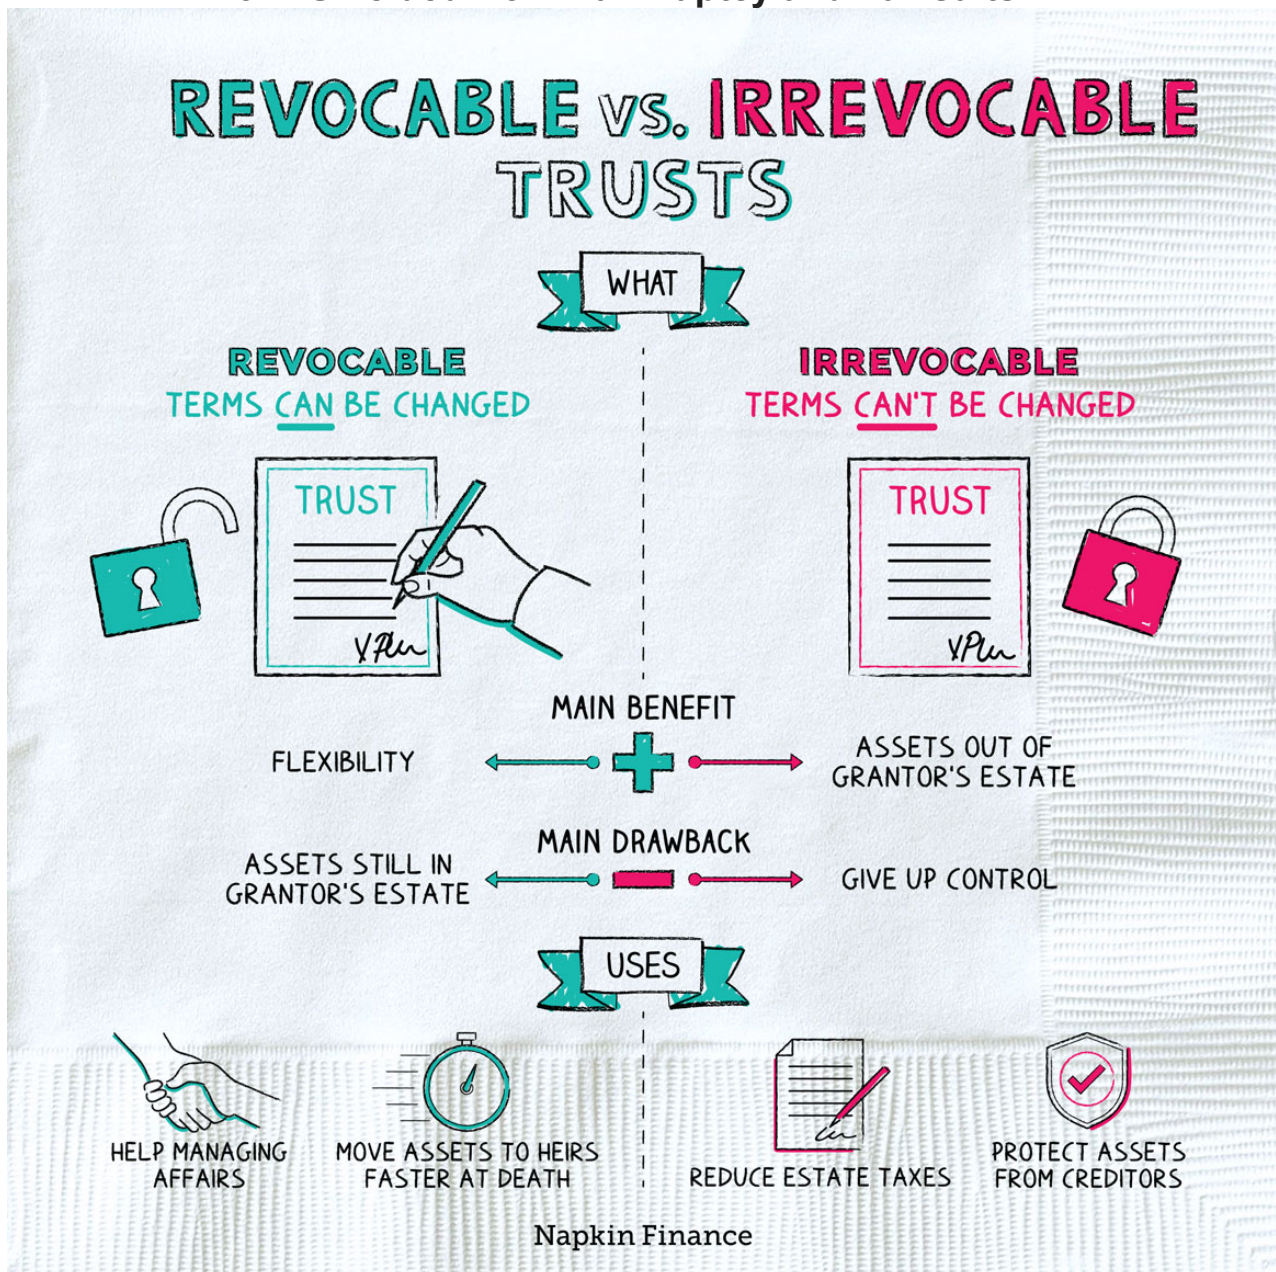 REVOCABLE VS. IRREVOCABLE
TRUSTS
WHAT
REVOCABLE
TERMS CAN BE CHANGED
IRREVOCABLE
TERMS CAN'T BE CHANGED
TRUST
TRUST
MAIN BENEFIT
FLEXIBILITY
ASSETS OUT OF
GRANTOR'S ESTATE
MAIN DRAWBACK
ASSETS STILL IN
GRANTOR'S ESTATE
GIVE UP CONTROL
USES
HELP MANAGING
AFFAIRS
MOVE ASSETS TO HEIRS
FASTER AT DEATH
REDUCE ESTATE TAXES
PROTECT ASSETS
FROM CREDITORS
Napkin Finance